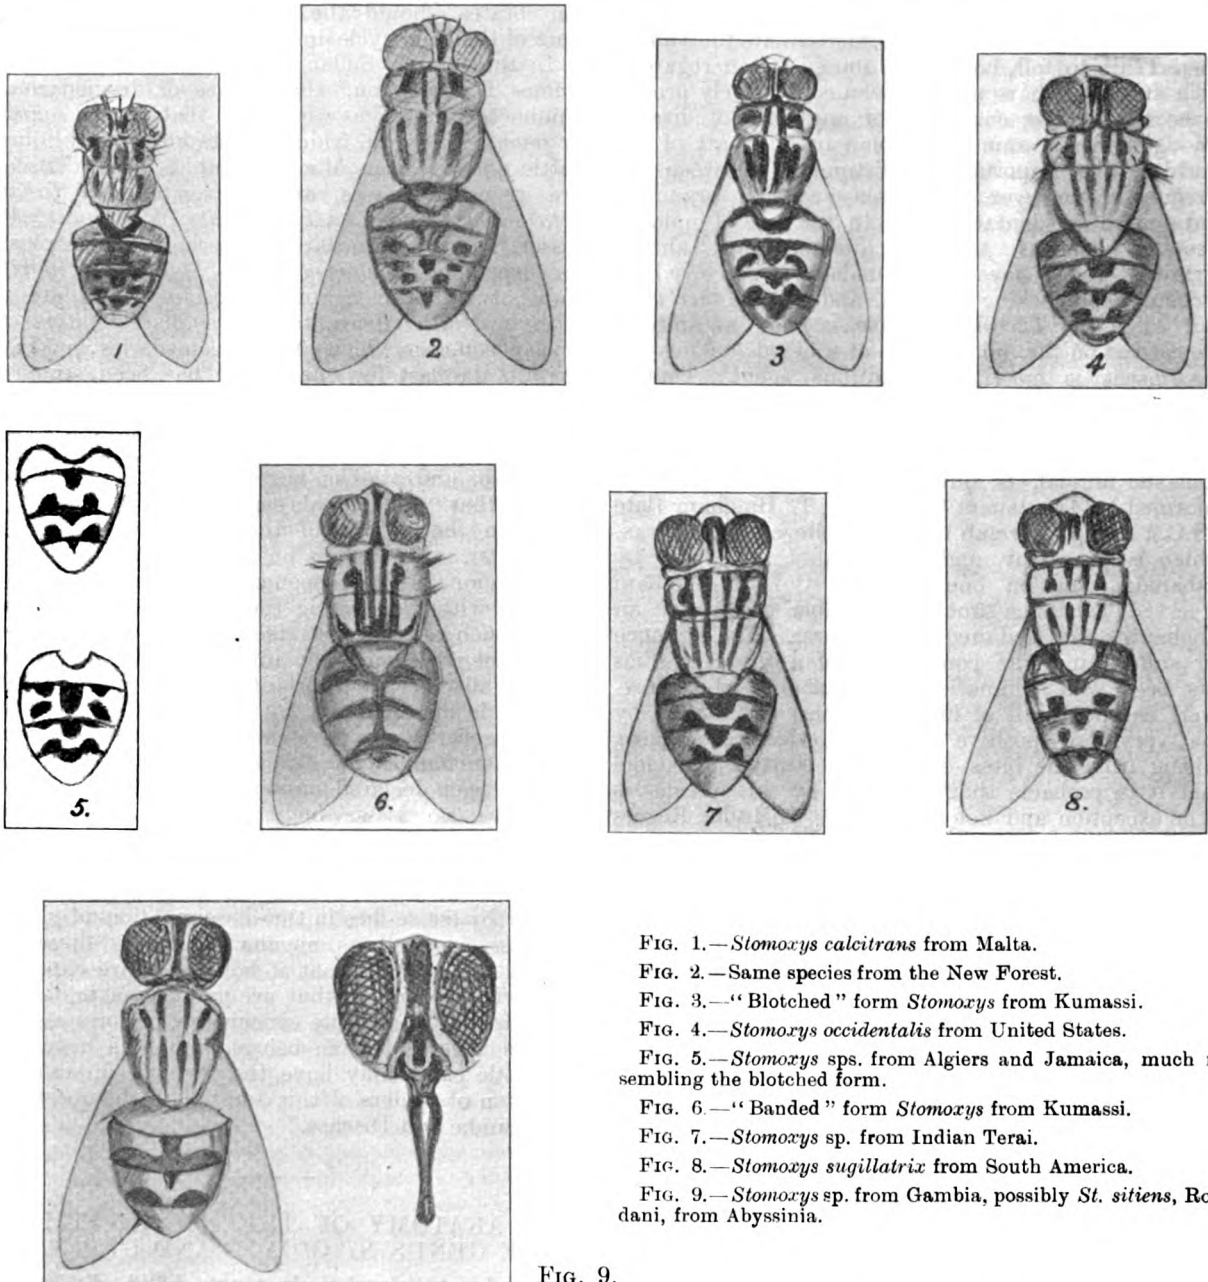 1
2
3
4
5.
6.
7
8.
FIG. 1.—Stomoxys calcitrans from Malta.
FIG. 2.—Same species from the New Forest.
FIG. 3.—“Blotched” form Stomoxys from Kumassi.
FIG. 4.—Stomoxys occidentalis from United States.
FIG. 5.—Stomoxys sps. from Algiers and Jamaica, much
sembling the blotched form.
FIG. 6.—“Banded” form Stomoxys from Kumassi.
FIG. 7.—Stomoxys sp. from Indian Terai.
FIG. 8.—Stomoxys sugillatrix from South America.
FIG. 9.—Stomoxys sp. from Gambia, possibly St. sitiens, Ro
dani, from Abyssinia.
FIG. 9.